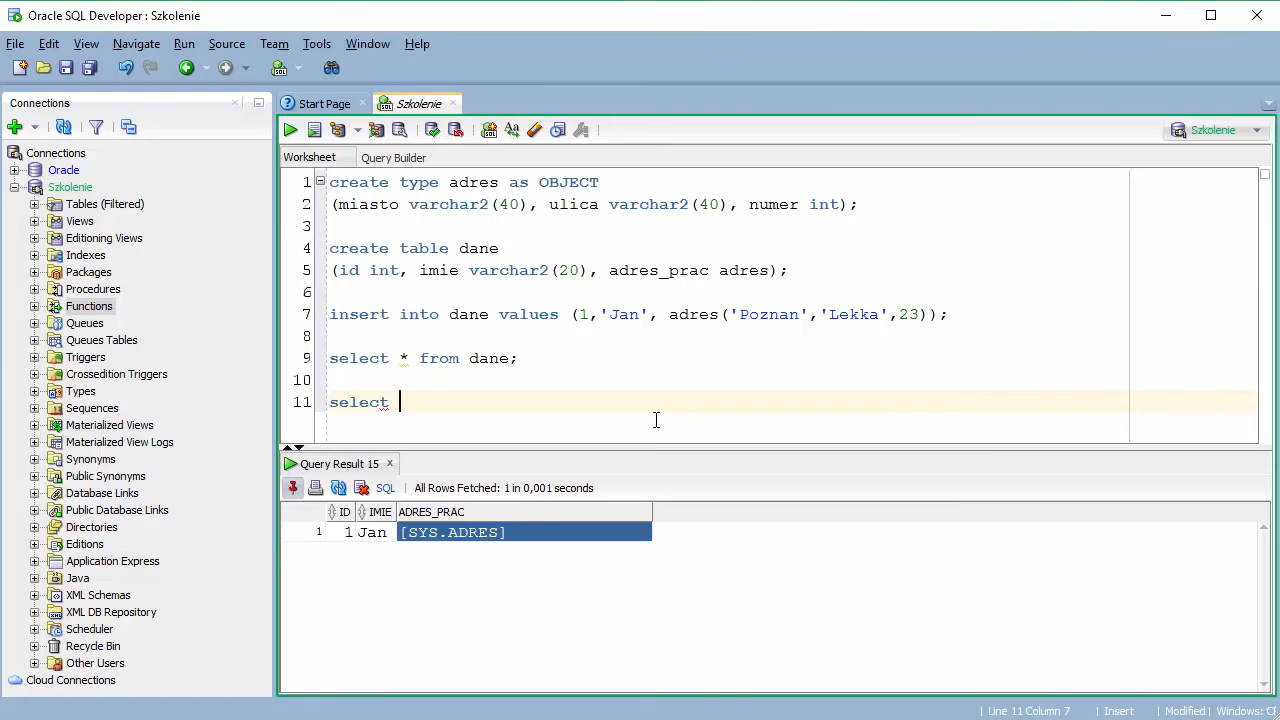 Oracle SQL Developer : Szkolenie
File Edit View Navigate Run Source Team Tools Window Help
Connections
Connections
Oracle
Szkolenie
Tables (Filtered)
Views
Editioning Views
Indexes
Packages
Procedures
Functions
Queues
Queues Tables
Triggers
Crossedition Triggers
Types
Sequences
Materialized Views
Materialized View Logs
Synonyms
Public Synonyms
Database Links
Public Database Links
Directories
Editions
Application Express
Java
XML Schemas
XML DB Repository
Scheduler
Recycle Bin
Other Users
Cloud Connections
Start Page Szkolenie
Szkolenie
Worksheet Query Builder
1 create type adres as OBJECT
2 (miasto varchar2(40), ulica varchar2(40), numer int);
3
4 create table dane
5 (id int, imie varchar2(20), adres_prac adres);
6
7 insert into dane values (1,'Jan', adres('Poznan','Lekka',23));
8
9 select * from dane;
10
11 select
Query Result 15
SQL All Rows Fetched: 1 in 0,001 seconds
ID IMIE ADRES_PRAC
1 1 Jan [SYS.ADRES]
Line 11 Column 7 Insert Modified Windows: